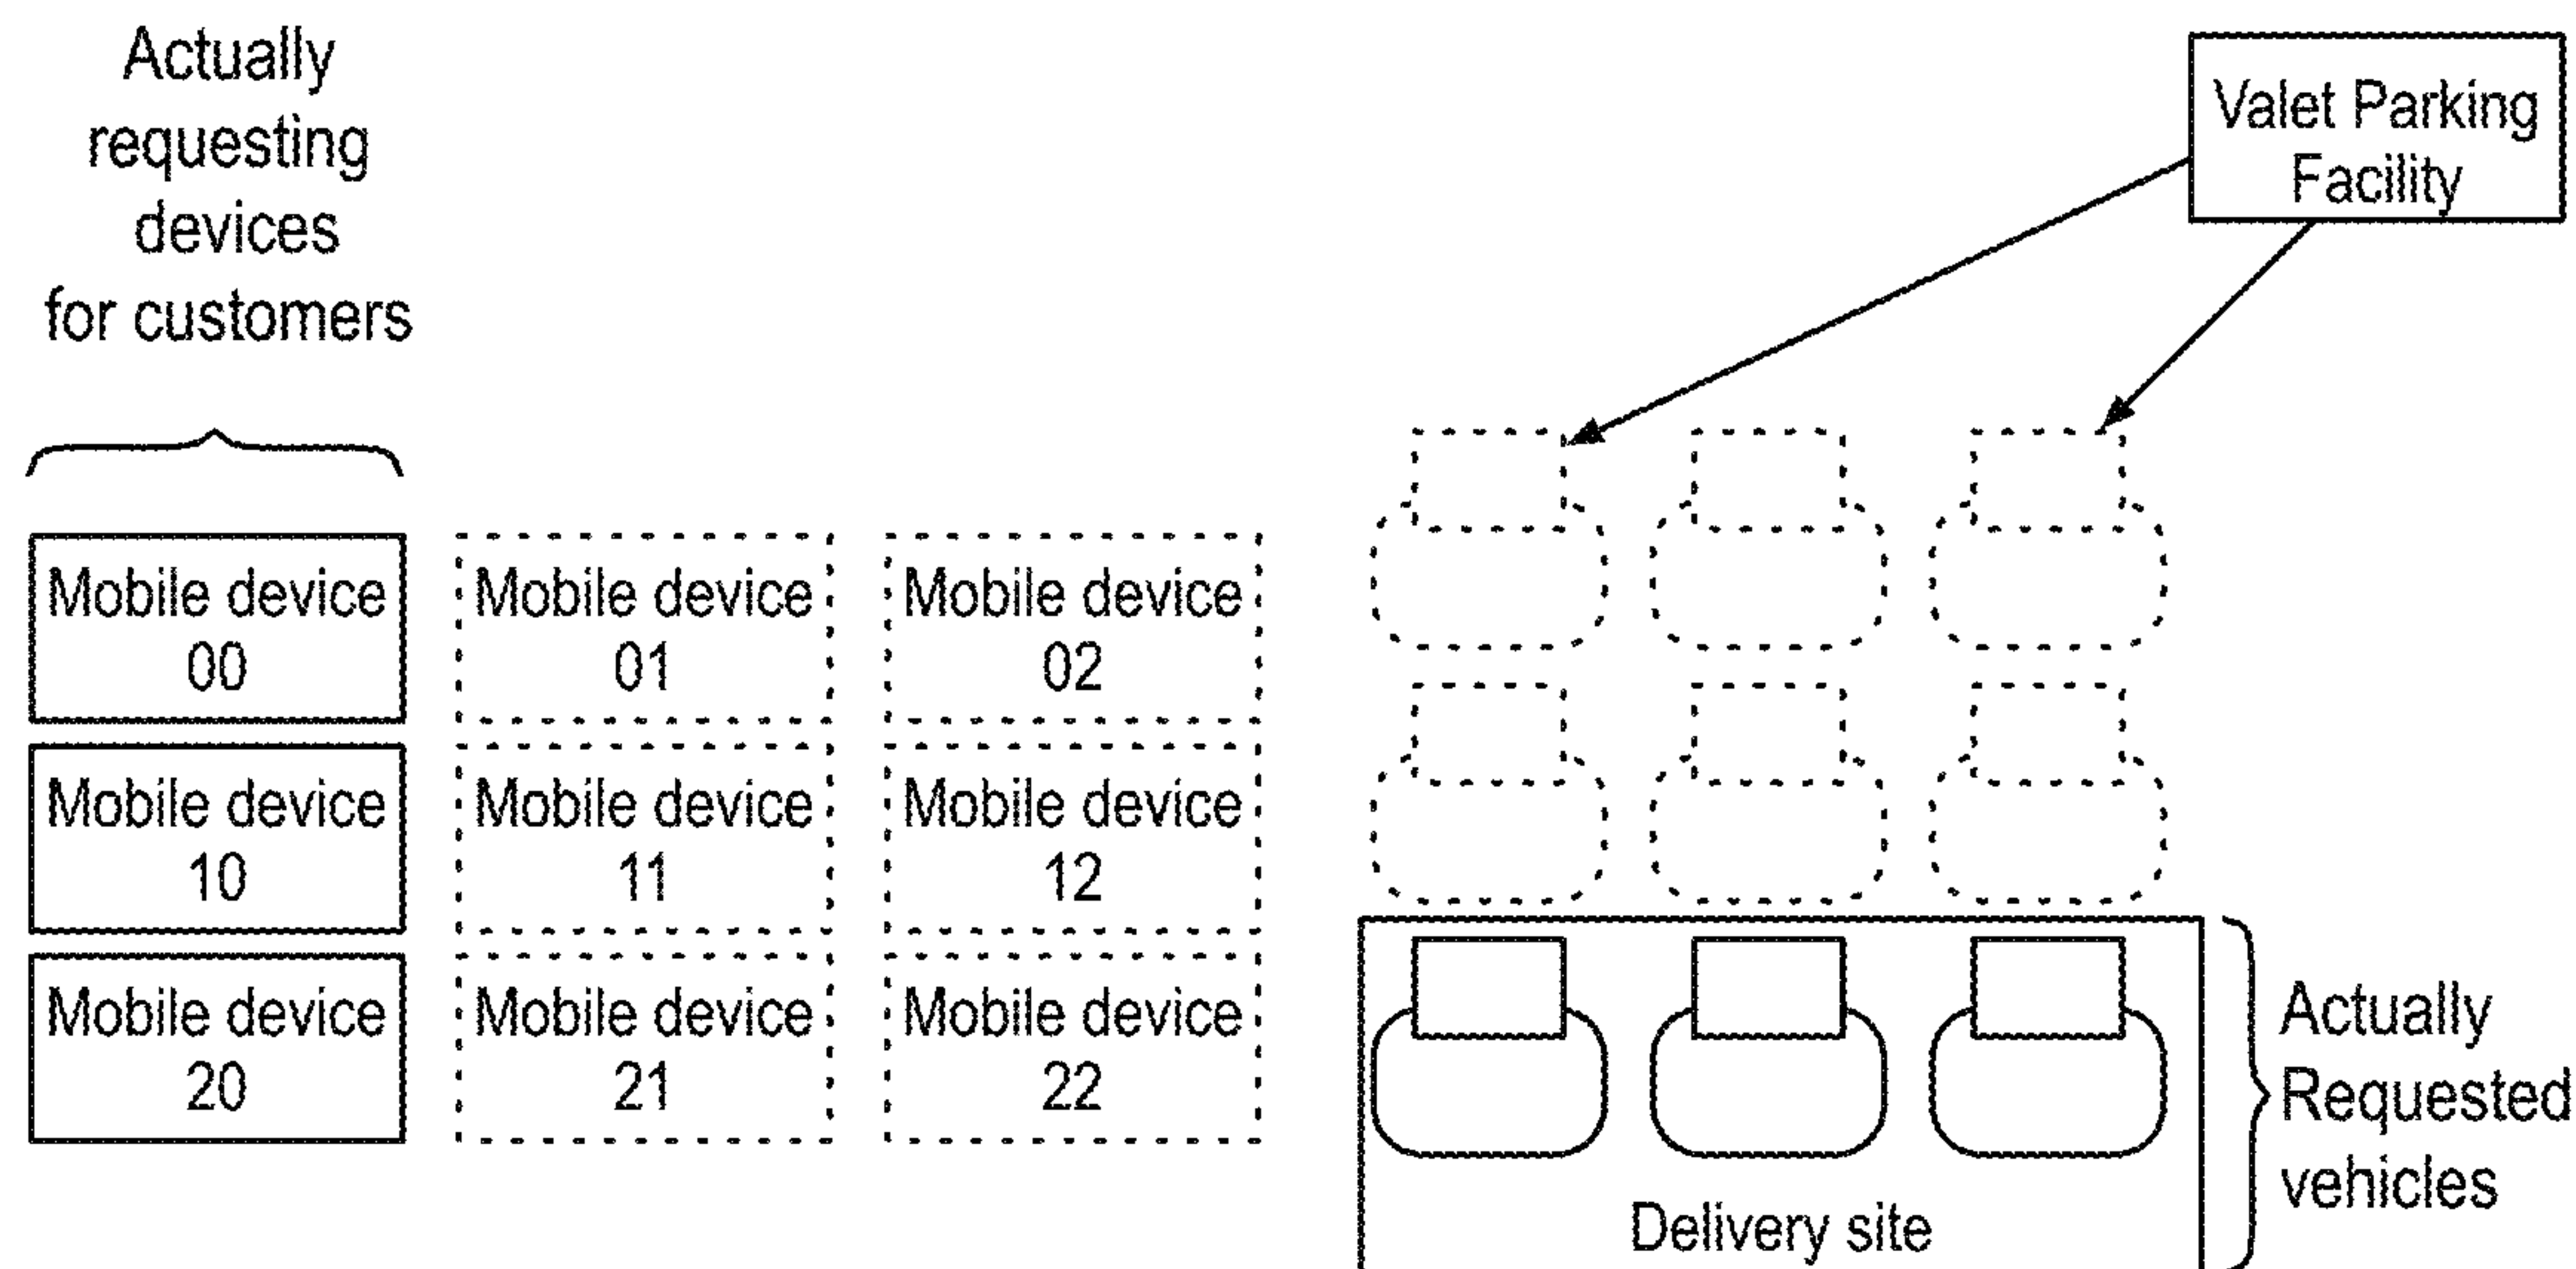 Actually
requesting
devices
for customers
Valet Parking
Facility
Mobile device
00
Mobile device
01
Mobile device
02
Mobile device
10
Mobile device
11
Mobile device
12
Mobile device
20
Mobile device
21
Mobile device
22
Actually
Requested
vehicles
Delivery site